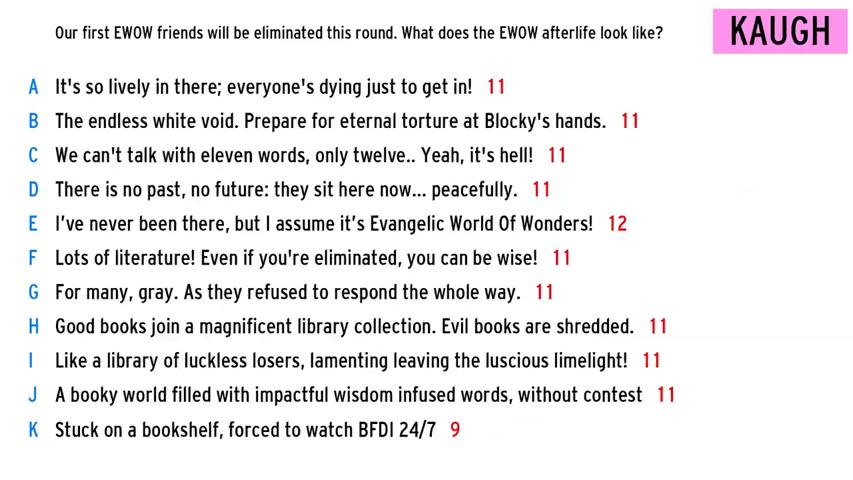 Our first EWOW friends will be eliminated this round. What does the EWOW afterlife look like?
KAUGH
A It's so lively in there; everyone's dying just to get in! 11
B The endless white void. Prepare for eternal torture at Blocky's hands. 11
C We can't talk with eleven words, only twelve.. Yeah, it's hell! 11
D There is no past, no future: they sit here now... peacefully. 11
E I’ve never been there, but I assume it’s Evangelic World Of Wonders! 12
F Lots of literature! Even if you're eliminated, you can be wise! 11
G For many, gray. As they refused to respond the whole way. 11
H Good books join a magnificent library collection. Evil books are shredded. 11
I Like a library of luckless losers, lamenting leaving the luscious limelight! 11
J A booky world filled with impactful wisdom infused words, without contest 11
K Stuck on a bookshelf, forced to watch BFDI 24/7 9